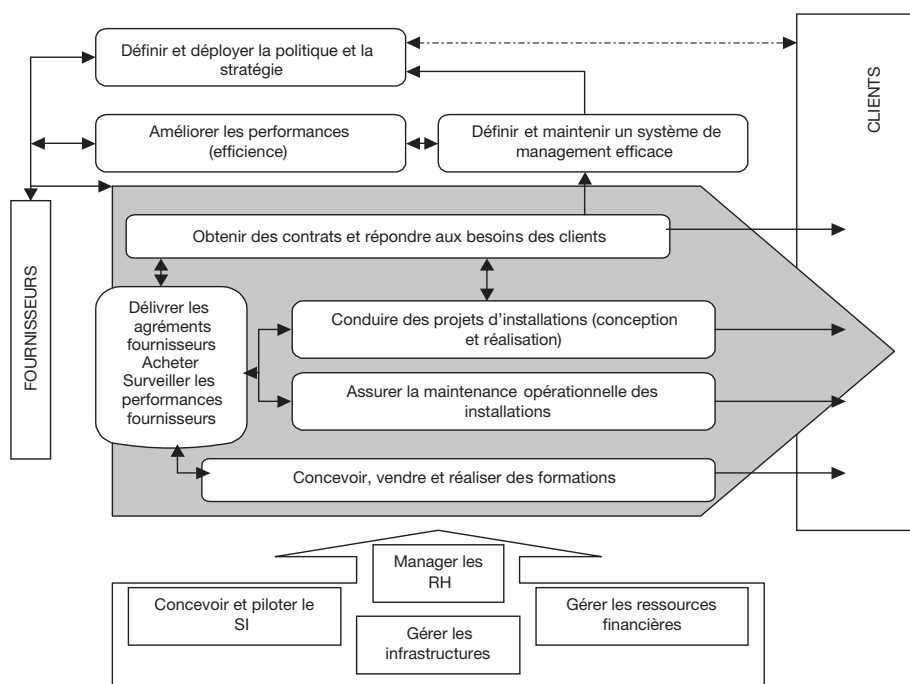 Définir et déployer la politique et la
stratégie
CLIENTS
Améliorer les performances
(efficience)
Définir et maintenir un système de
management efficace
FOURNISSEURS
Obtenir des contrats et répondre aux besoins des clients
Délivrer les
agréments
fournisseurs
Acheter
Surveiller les
performances
fournisseurs
Conduire des projets d’installations (conception
et réalisation)
Assurer la maintenance opérationnelle des
installations
Concevoir, vendre et réaliser des formations
Manager les
RH
Concevoir et piloter le
SI
Gérer les
infrastructures
Gérer les ressources
financières